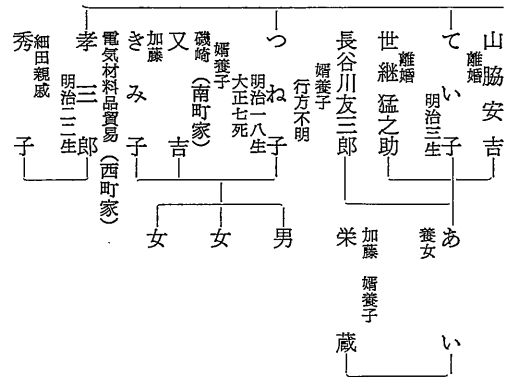 山脇安吉
離婚
てい子
明治三生
離婚
世継猛之助
婿養子
行方不明
長谷川友三郎
つね子
明治一八生
大正七死
婿養子
磯崎(南町家)
又吉
加藤
きみ子
電気材料品貿易(西町家)
孝三郎
明治二二生
細田親戚
秀子
男
女
女
あい
養女
加藤 婿養子
栄蔵